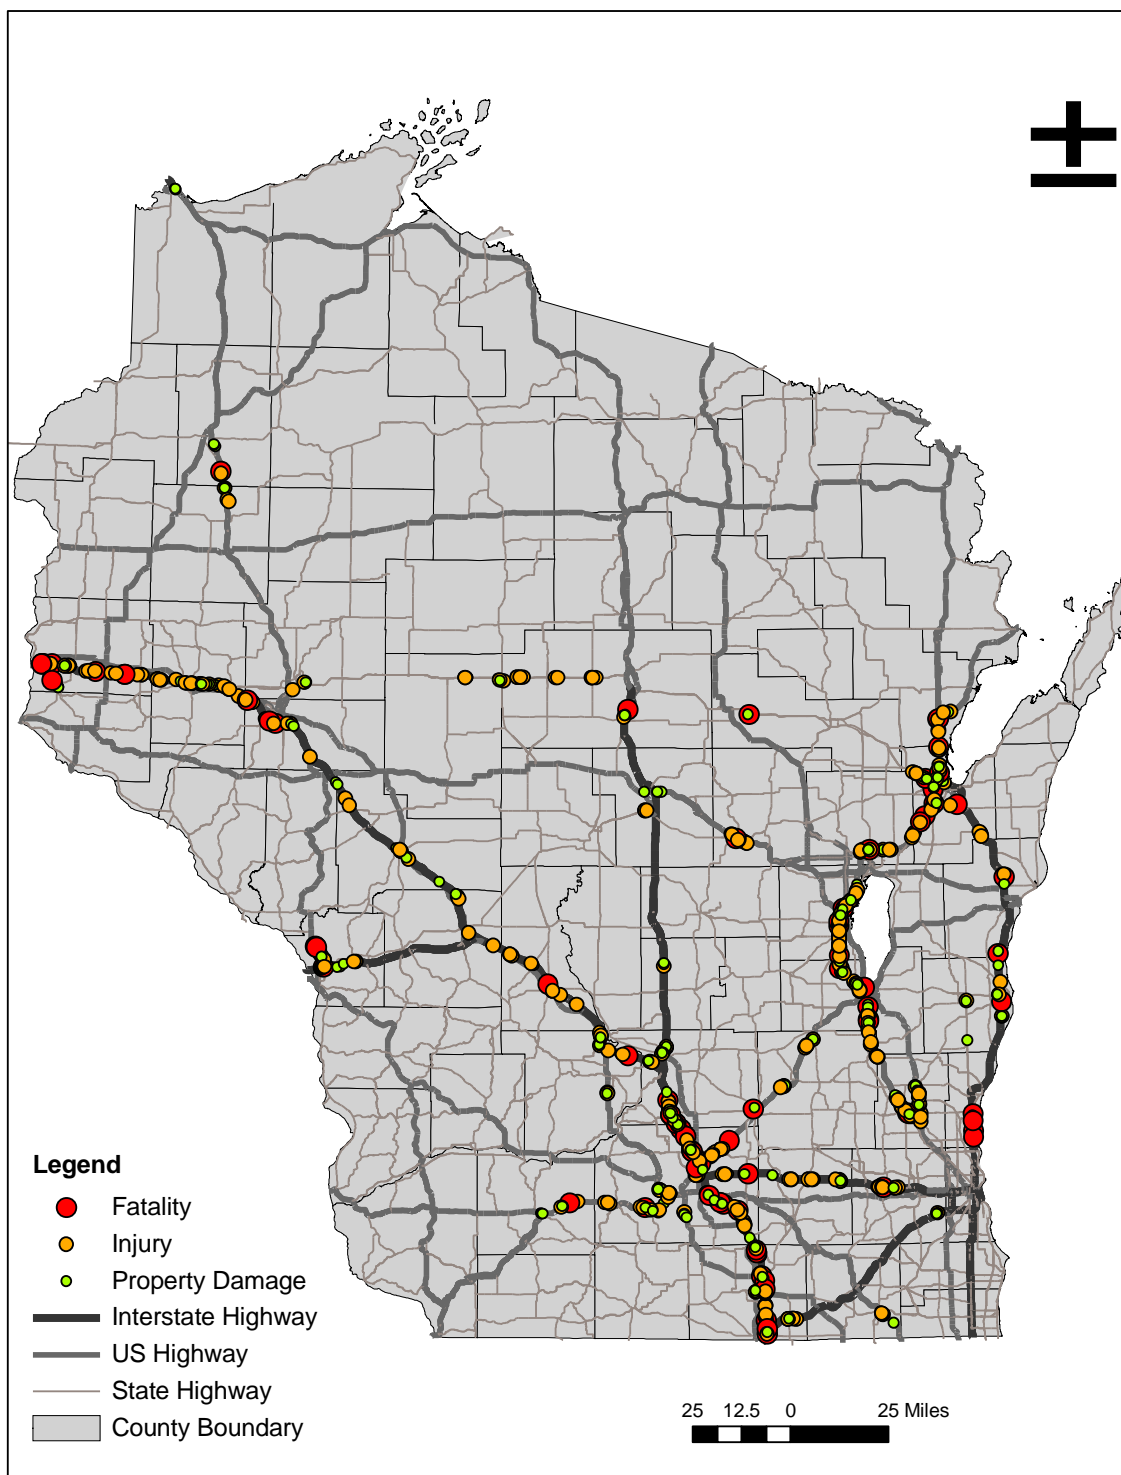 Legend
Fatality
Injury
Property Damage
Interstate Highway
US Highway
State Highway
County Boundary
25 12.5 0 25 Miles